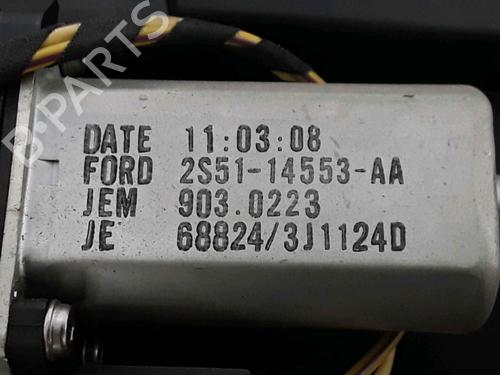 DATE 11:03:08
FORD 2S51-14553-AA
JEM 903.0223
JE 68824/3J1124D
B-PARTS